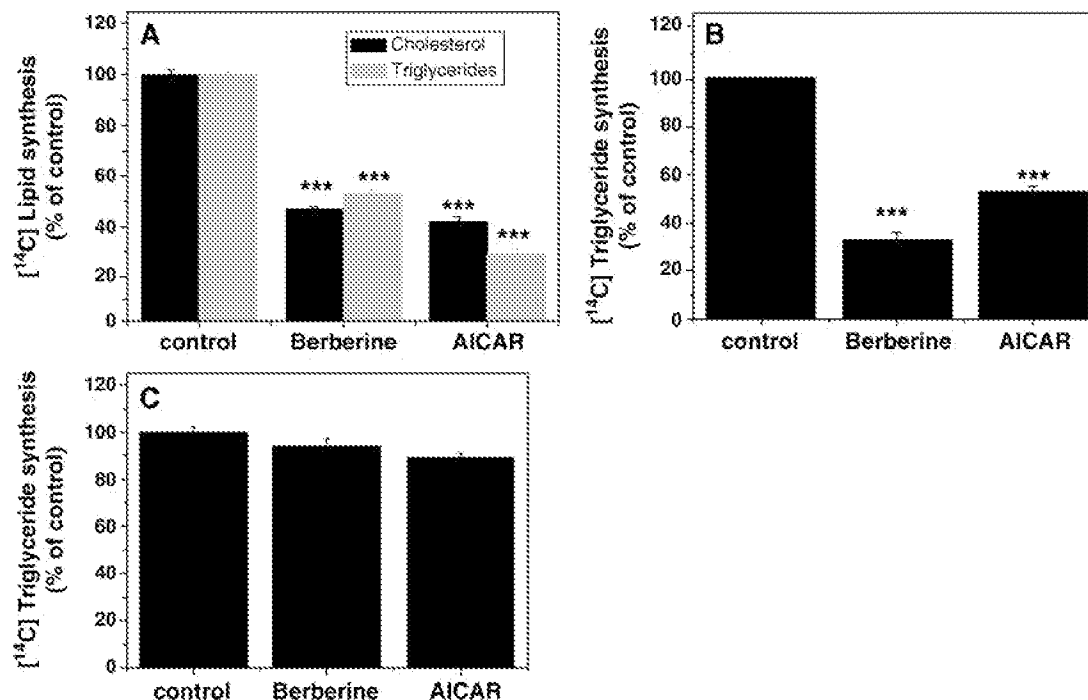 A
Cholesterol
Triglycerides
[¹⁴C] Lipid synthesis
(% of control)
120
100
80
60
40
20
0
***
***
***
***
control Berberine AICAR
B
[¹⁴C] Triglyceride synthesis
(% of control)
120
100
80
60
40
20
0
***
***
control Berberine AICAR
C
[¹⁴C] Triglyceride synthesis
(% of control)
120
100
80
60
40
20
0
control Berberine AICAR